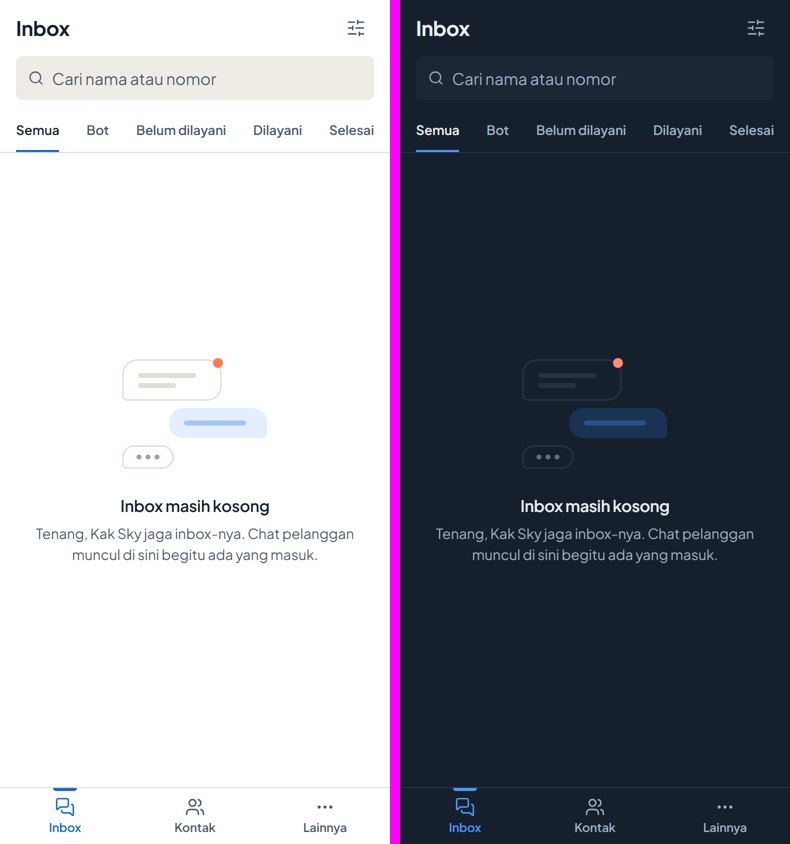 Inbox
Cari nama atau nomor
Semua Bot Belum dilayani Dilayani Selesai
Inbox masih kosong
Tenang, Kak Sky jaga inbox-nya. Chat pelanggan
muncul di sini begitu ada yang masuk.
Inbox Kontak Lainnya
Inbox
Cari nama atau nomor
Semua Bot Belum dilayani Dilayani Selesai
Inbox masih kosong
Tenang, Kak Sky jaga inbox-nya. Chat pelanggan
muncul di sini begitu ada yang masuk.
Inbox Kontak Lainnya